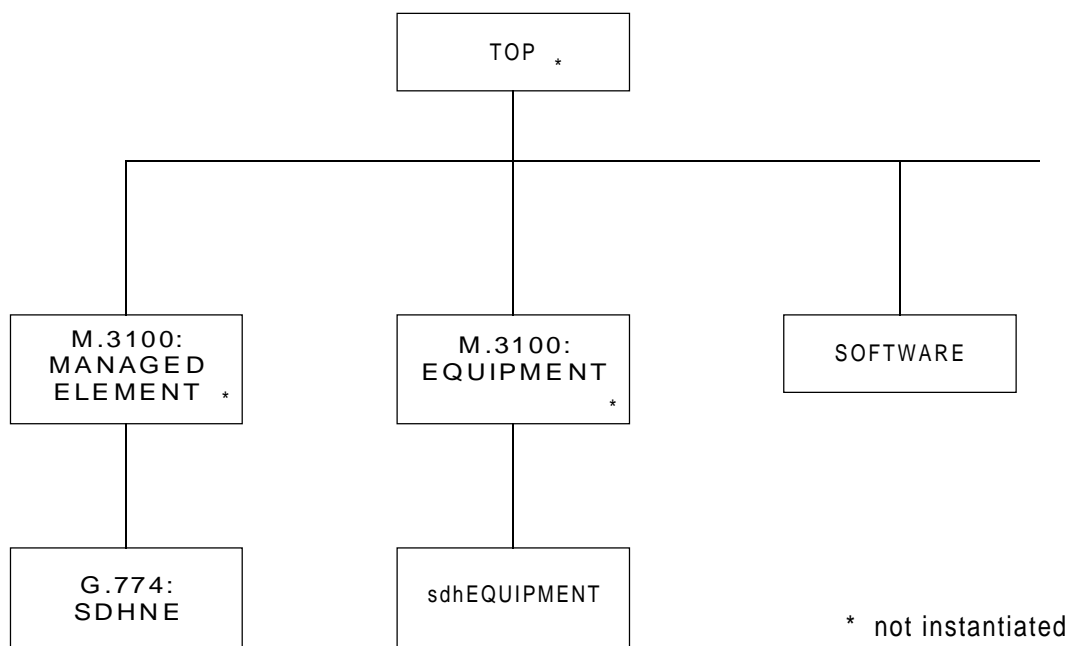 TOP *
M.3100:
MANAGED
ELEMENT *
M.3100:
EQUIPMENT
*
SOFTWARE
G.774:
SDHNE
sdhEQUIPMENT
* not instantiated